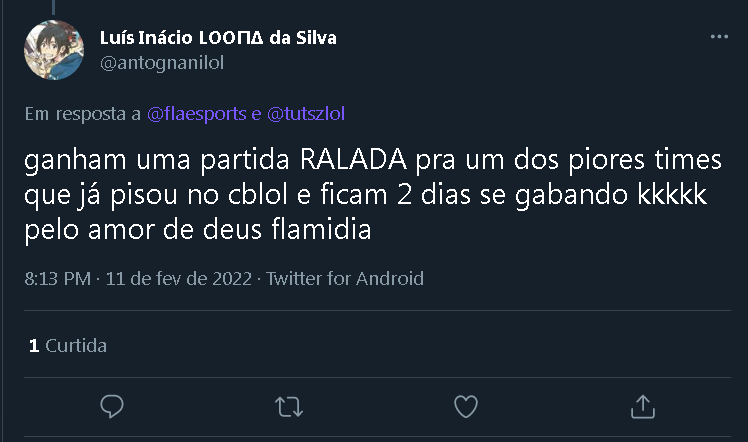 Luís Inácio LOOΠΔ da Silva
@antognanilol
Em resposta a @flaesports e @tutszlol
ganham uma partida RALADA pra um dos piores times
que já pisou no cblol e ficam 2 dias se gabando kkkkk
pelo amor de deus flamidia
8:13 PM · 11 de fev de 2022 · Twitter for Android
1 Curtida